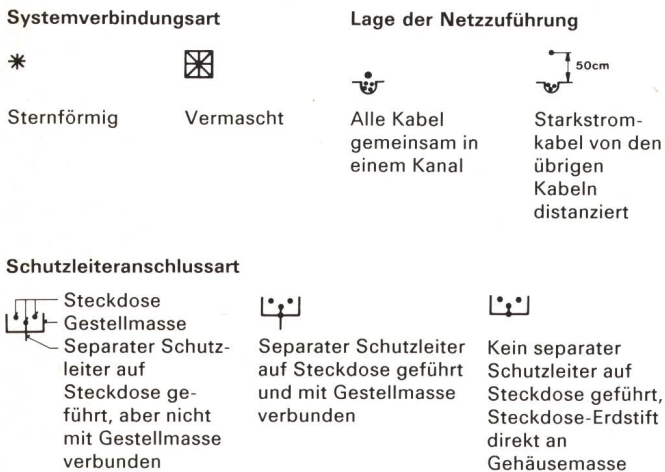 Systemverbindungsart
Sternförmig
Vermascht
Lage der Netzzuführung
50cm
Alle Kabel
gemeinsam in
einem Kanal
Starkstrom-
kabel von den
übrigen
Kabeln
distanziert
Schutzleiteranschlussart
Steckdose
Gestellmasse
Separater Schutz-
leiter auf
Steckdose ge-
führt, aber nicht
mit Gestellmasse
verbunden
Separater Schutzleiter
auf Steckdose geführt
und mit Gestellmasse
verbunden
Kein separater
Schutzleiter auf
Steckdose geführt,
Steckdose-Erdstift
direkt an
Gehäusemasse